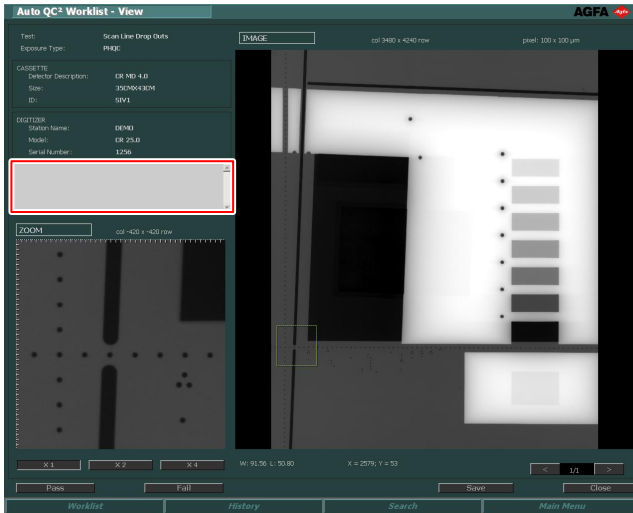 Auto QC² Worklist - View
AGFA
Agfa
Test: Scan Line Drop Outs
Exposure Type: PHQC
CASSETTE
Detector Description: CR MD 4.0
Size: 35CMX43CM
ID: SIV1
DIGITIZER
Station Name: DEMO
Model: CR 25.0
Serial Number: 1256
IMAGE
col 3480 x 4240 row
pixel: 100 x 100 µm
ZOOM
col -420 x -420 row
X 1
X 2
X 4
W: 91.56 L: 50.80
X = 2579; Y = 53
<
1/1
>
Pass
Fail
Save
Close
Worklist
History
Search
Main Menu